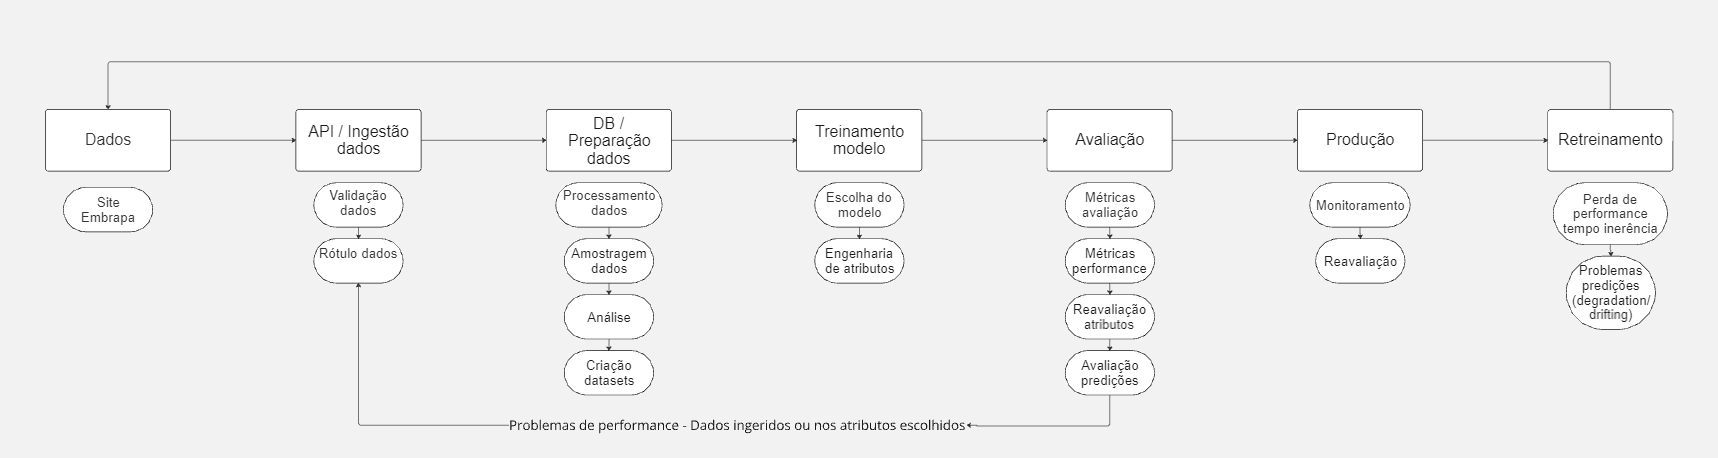 Dados
API / Ingestão
dados
DB /
Preparação
dados
Treinamento
modelo
Avaliação
Produção
Retreinamento
Site
Embrapa
Validação
dados
Rótulo dados
Processamento
dados
Amostragem
dados
Análise
Criação
datasets
Escolha do
modelo
Engenharia
de atributos
Métricas
avaliação
Métricas
performance
Reavaliação
atributos
Avaliação
predições
Monitoramento
Reavaliação
Perda de
performance
tempo inerência
Problemas
predições
(degradation/
drifting)
Problemas de performance - Dados ingeridos ou nos atributos escolhidos